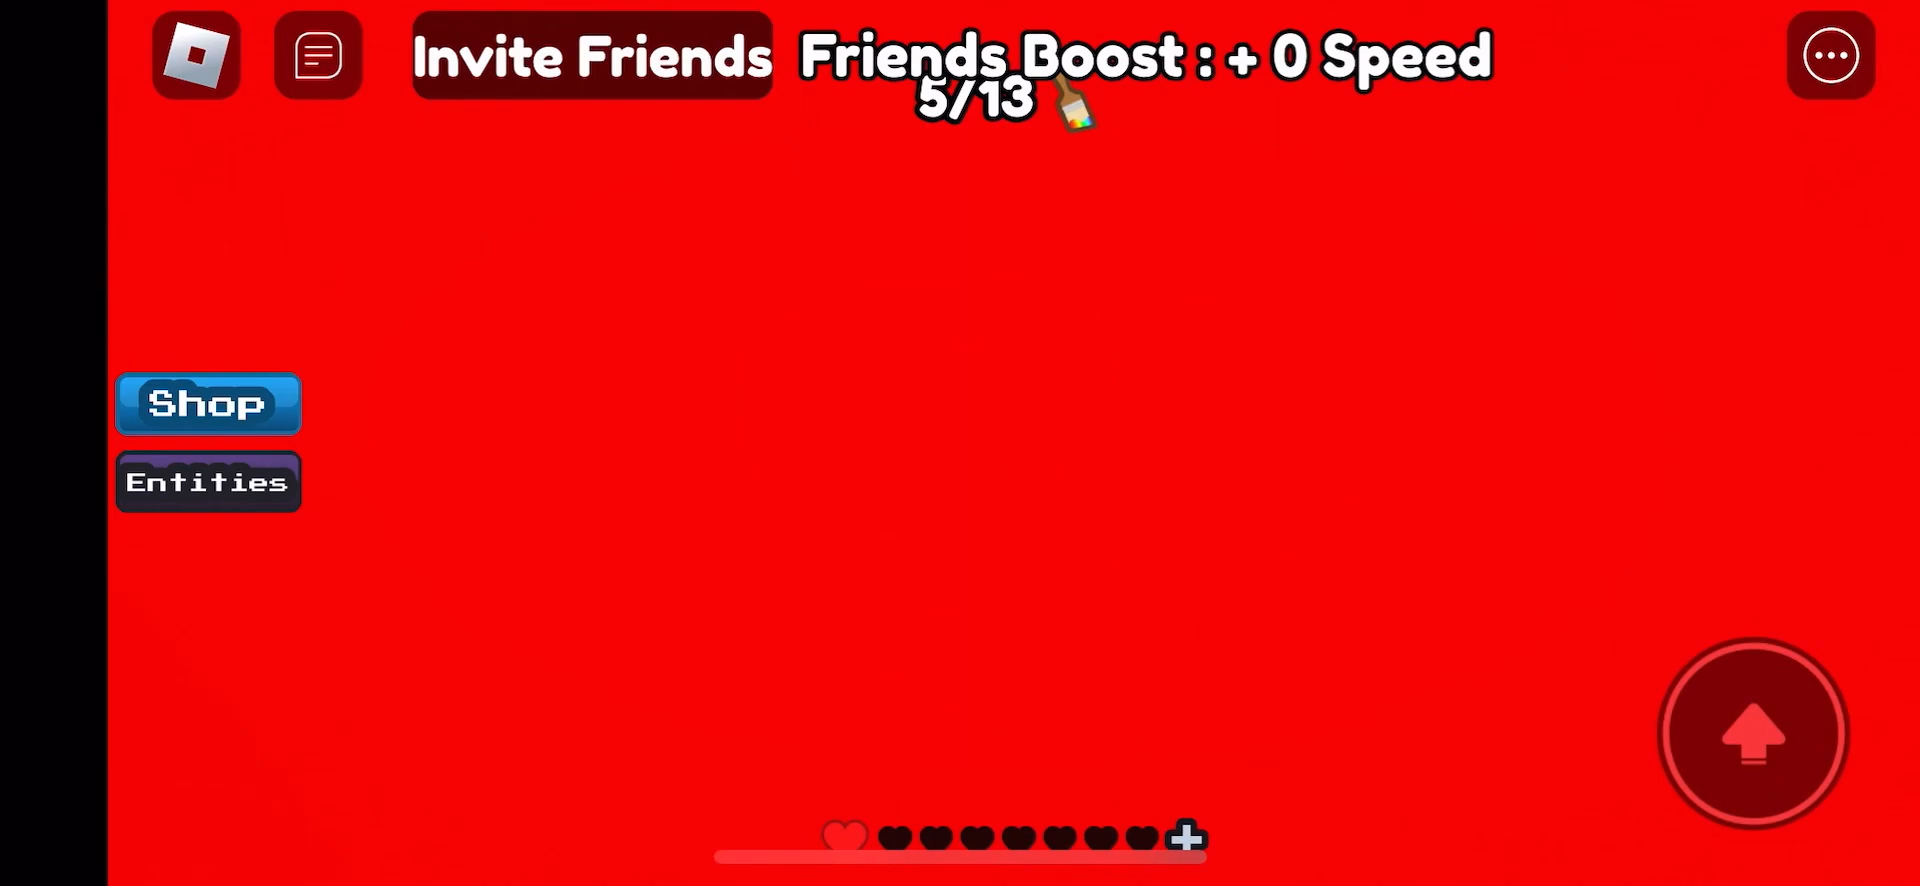 Invite Friends
Friends Boost : + 0 Speed
5/13
Shop
Entities